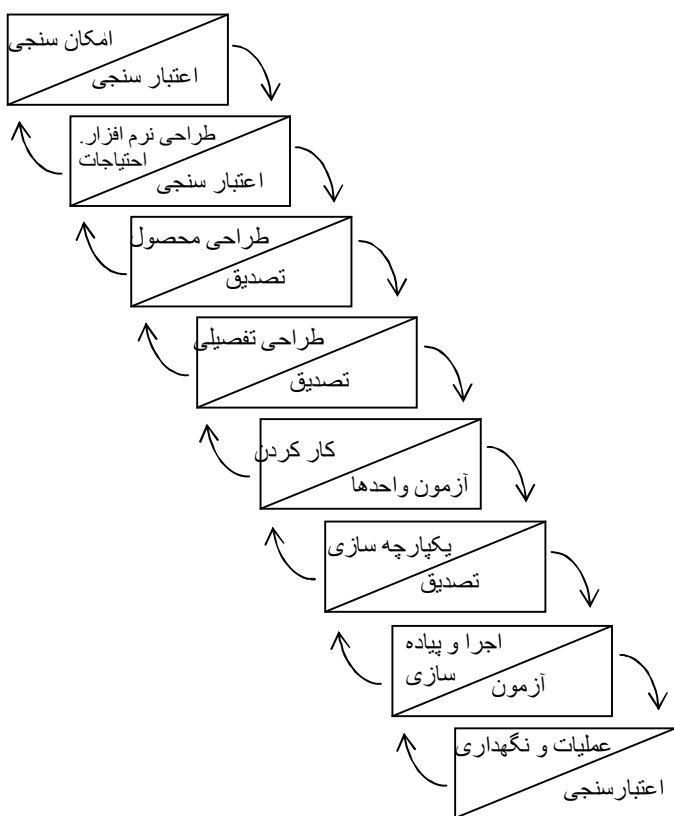 امکان سنجی
اعتبار سنجی
طراحی نرم افزار.
احتیاجات
اعتبار سنجی
طراحی محصول
تصدیق
طراحی تفصیلی
تصدیق
کار کردن
آزمون واحدها
یکپارچه سازی
تصدیق
اجرا و پیاده
سازی
آزمون
عملیات و نگهداری
اعتبارسنجی